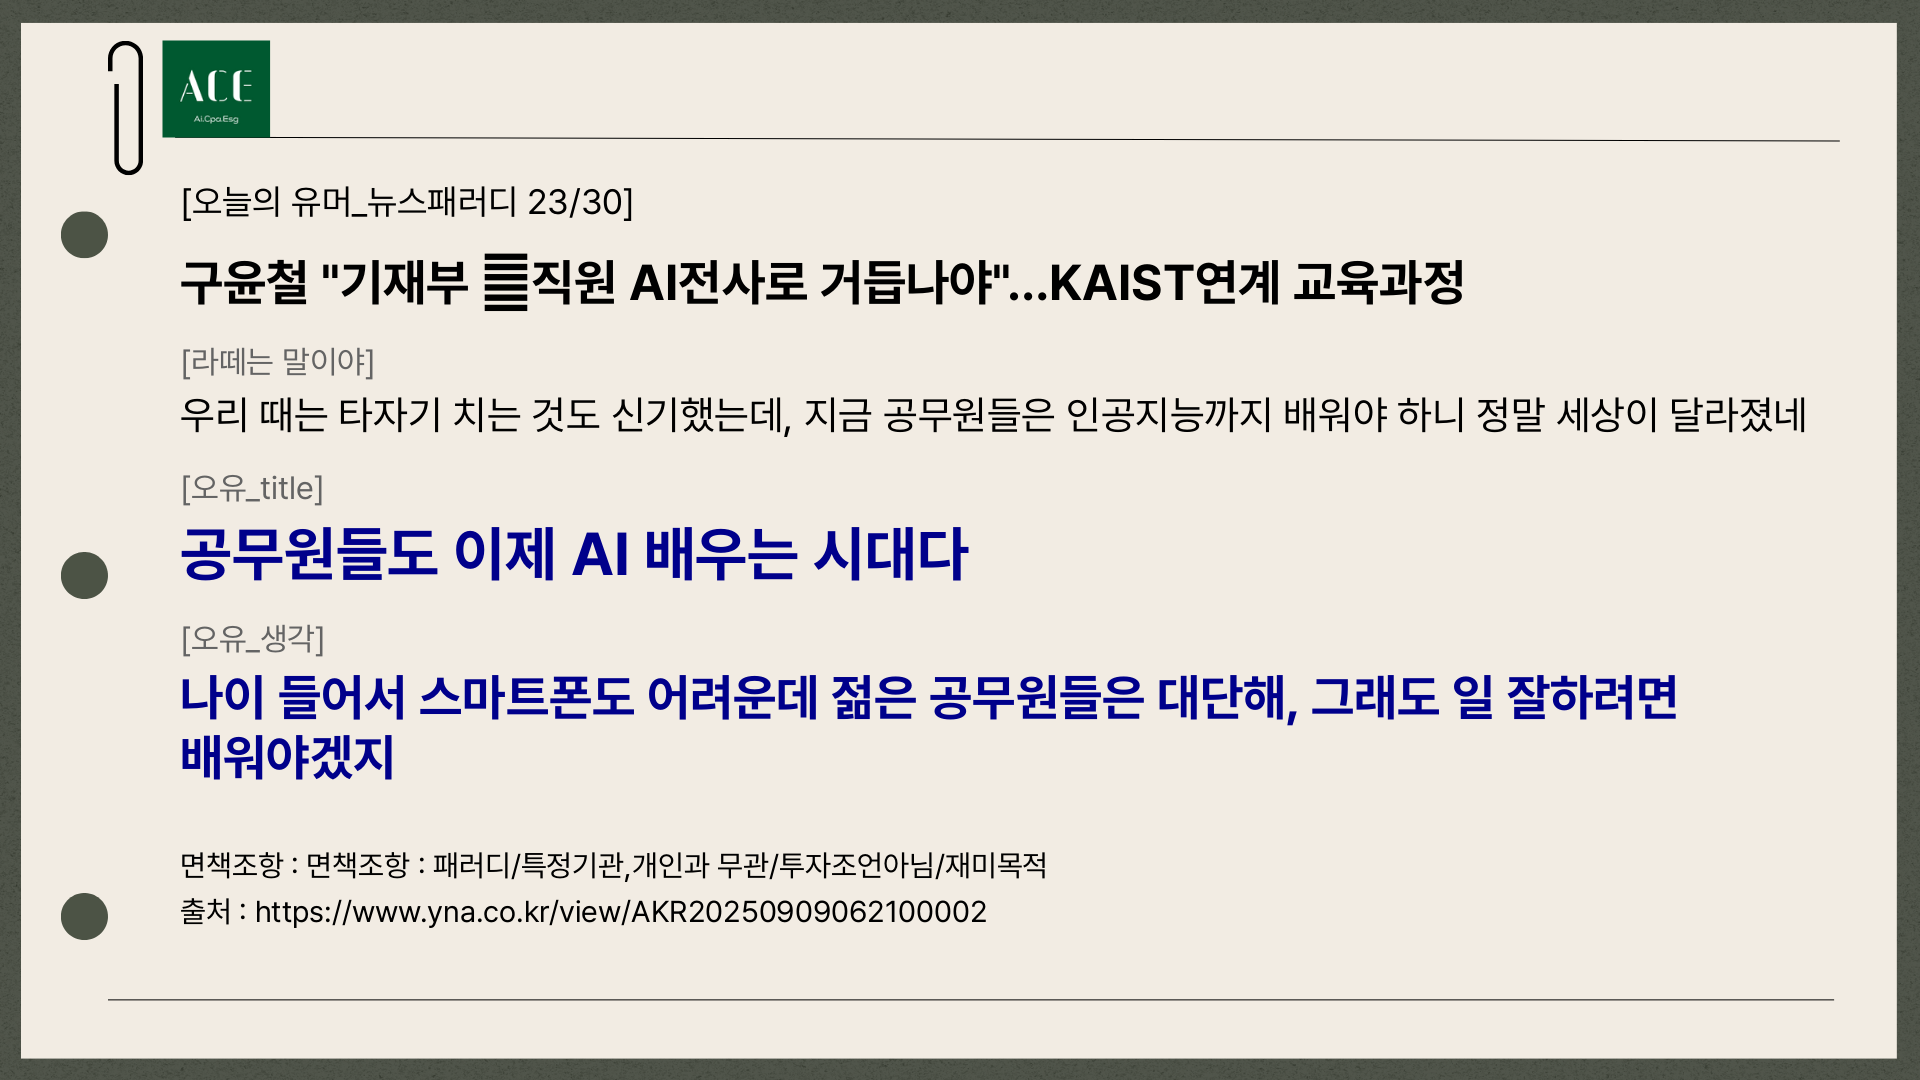 ACE
Ai.Cpa.Esg
[오늘의 유머_뉴스패러디 23/30]
구윤철 "기재부 직원 AI전사로 거듭나야"...KAIST연계 교육과정
[라떼는 말이야]
우리 때는 타자기 치는 것도 신기했는데, 지금 공무원들은 인공지능까지 배워야 하니 정말 세상이 달라졌네
[오유_title]
공무원들도 이제 AI 배우는 시대다
[오유_생각]
나이 들어서 스마트폰도 어려운데 젊은 공무원들은 대단해, 그래도 일 잘하려면
배워야겠지
면책조항 : 면책조항 : 패러디/특정기관,개인과 무관/투자조언아님/재미목적
출처 : https://www.yna.co.kr/view/AKR20250909062100002